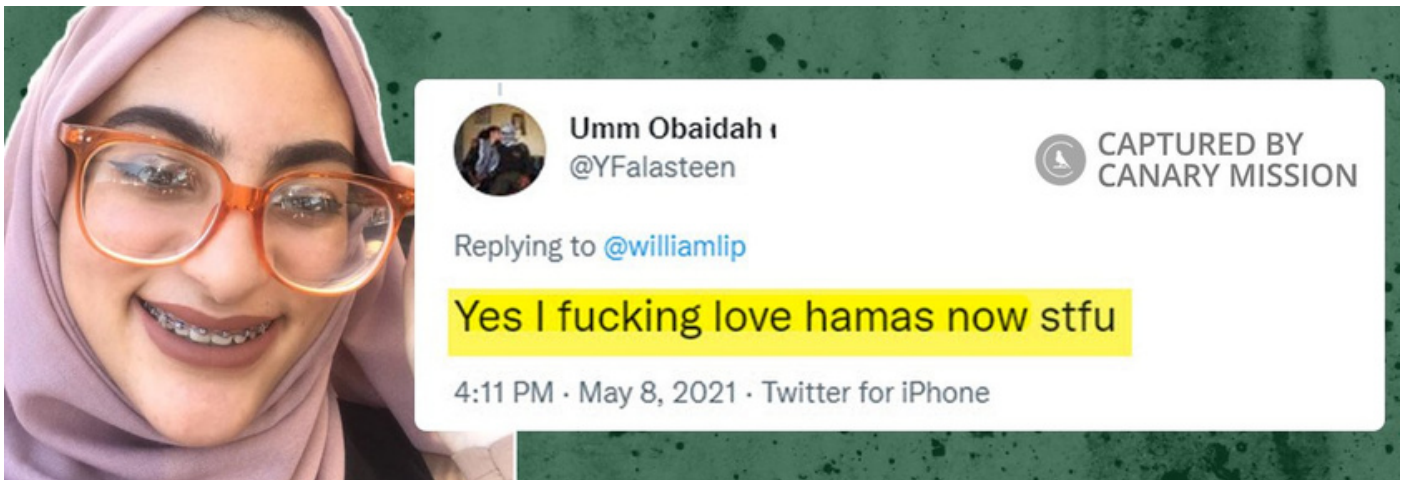 Umm Obaidah
@YFalasteen
CAPTURED BY
CANARY MISSION
Replying to @williamlip
Yes I fucking love hamas now stfu
4:11 PM · May 8, 2021 · Twitter for iPhone